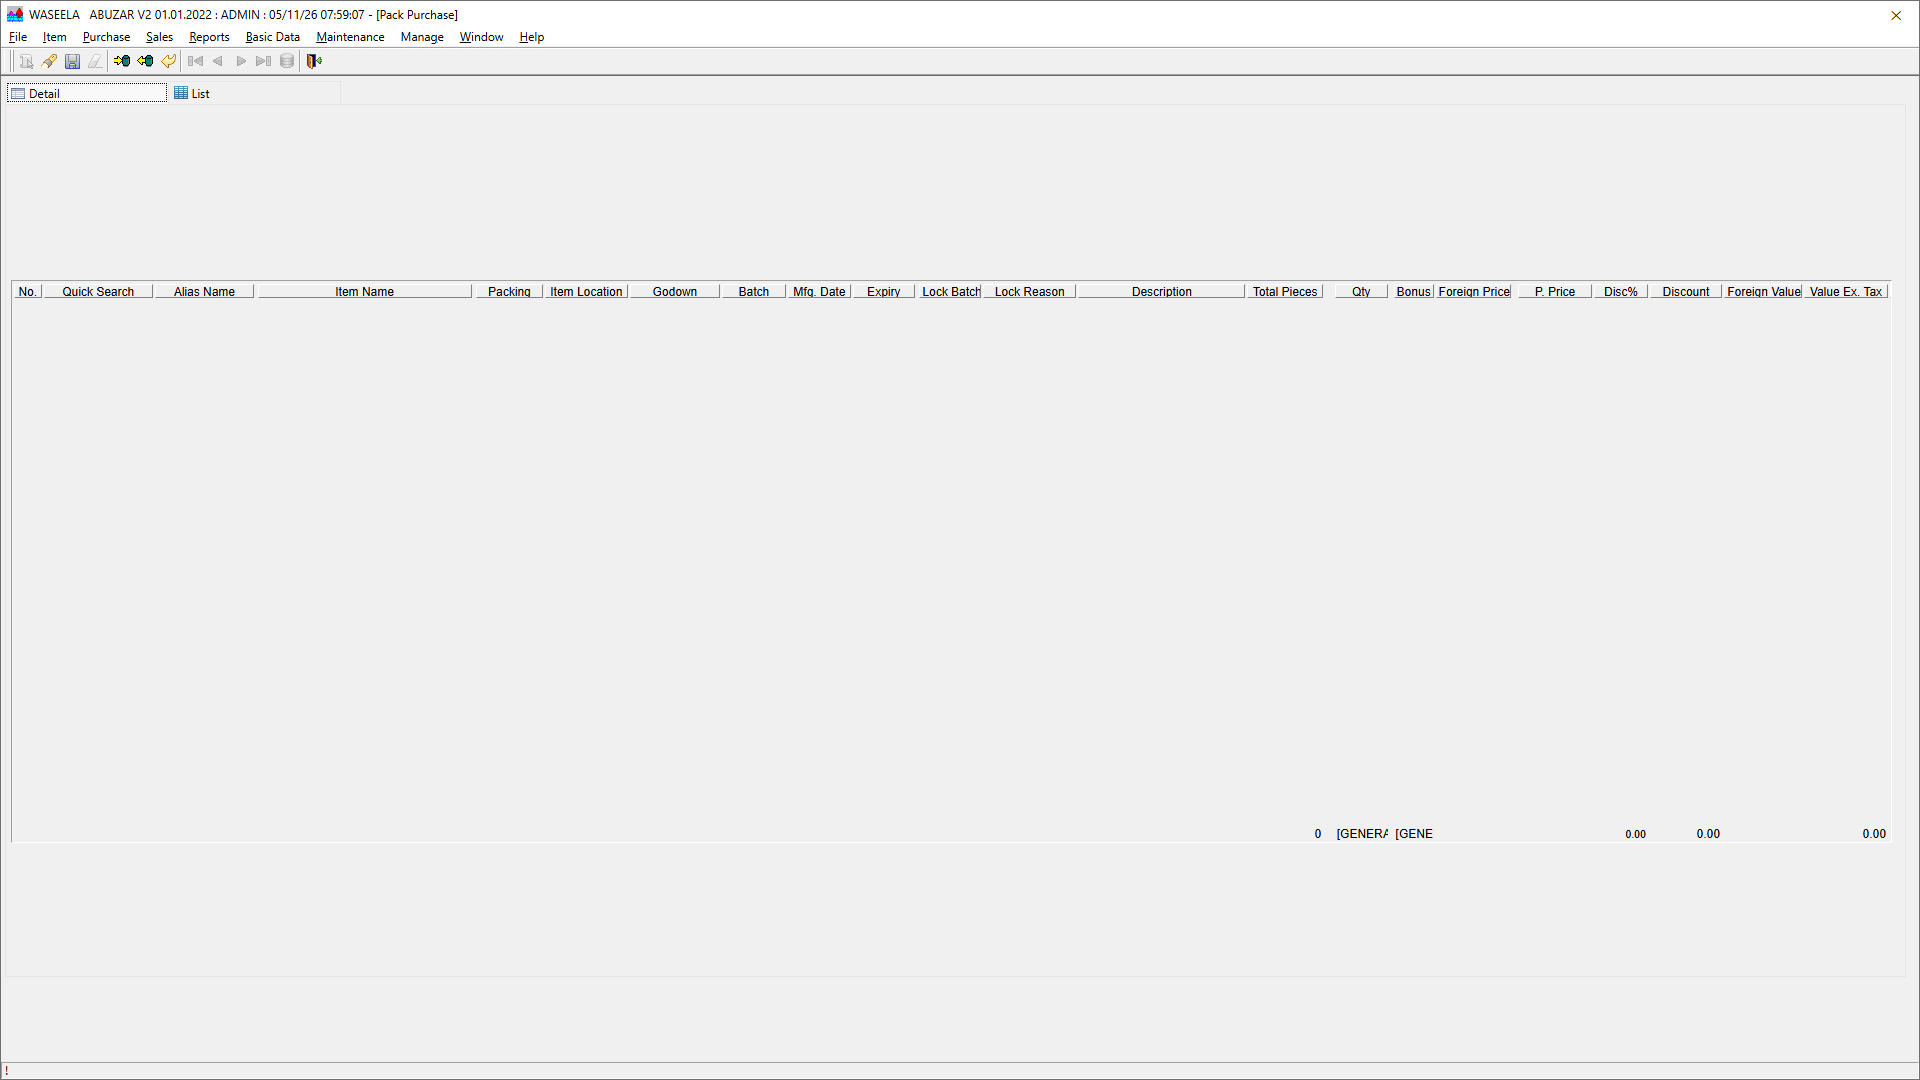 WASEELA   ABUZAR V2 01.01.2022 : ADMIN : 05/11/26 07:59:07 - [Pack Purchase]
File Item Purchase Sales Reports Basic Data Maintenance Manage Window Help
Detail List
No. Quick Search Alias Name Item Name Packing Item Location Godown Batch Mfg. Date Expiry Lock Batch Lock Reason Description Total Pieces Qty Bonus Foreign Price P. Price Disc% Discount Foreign Value Value Ex. Tax
0 [GENERA [GENE 0.00 0.00 0.00
!